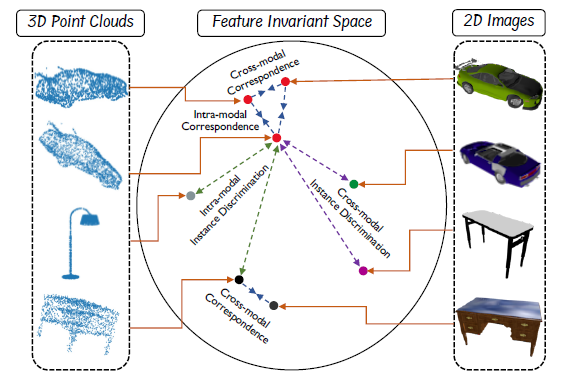 3D Point Clouds
Feature Invariant Space
2D Images
Cross-modal
Correspondence
Intra-modal
Correspondence
Intra-modal
Instance Discrimination
Cross-modal
Instance Discrimination
Cross-modal
Correspondence